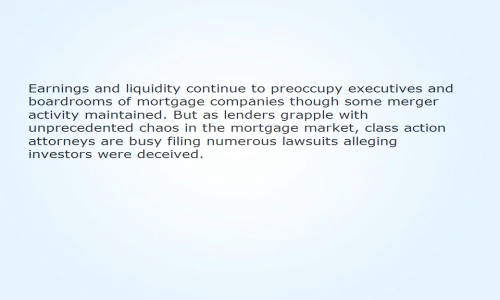 Earnings and liquidity continue to preoccupy executives and
boardrooms of mortgage companies though some merger
activity maintained. But as lenders grapple with
unprecedented chaos in the mortgage market, class action
attorneys are busy filing numerous lawsuits alleging
investors were deceived.